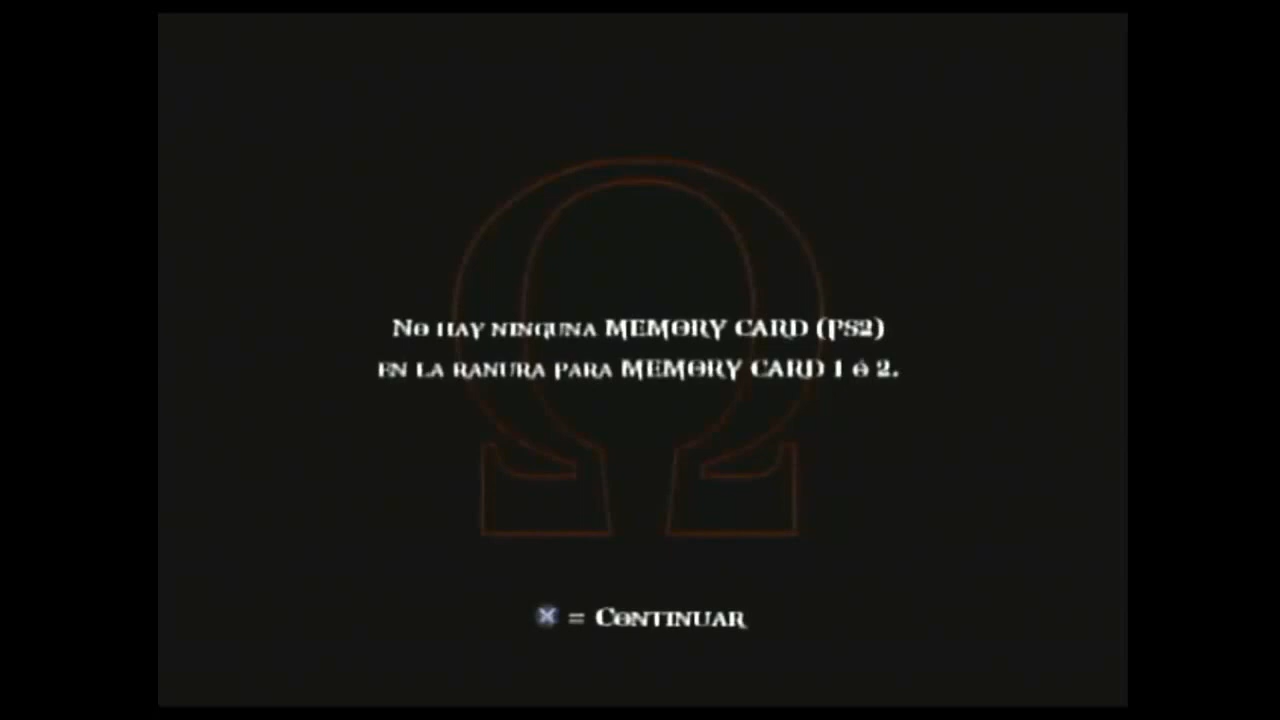 No hay ninguna MEMORY CARD (PS2)
en la ranura para MEMORY CARD 1 ó 2.
= Continuar